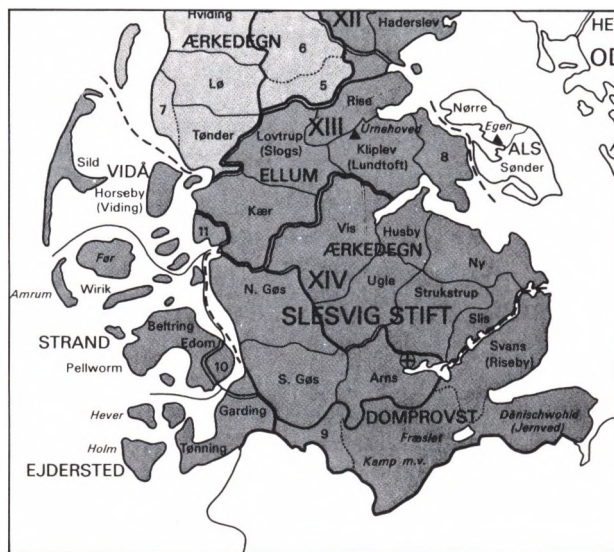 Hviding
ÆRKEDEGN
6
XII
Haderslev
HE
OD
5
Lø
7
Tønder
Rise
XIII
Lovtrup
(Slogs)
Urnehoved
Kliplev
(Lundtoft)
8
Nørre
Egen
ALS
Sønder
Sild
VIDÅ
Horseby
(Viding)
ELLUM
Kær
11
Vis
Husby
ÆRKEDEGN
Ny
Før
Amrum
Wirik
N. Gøs
XIV
Ugle
Strukstrup
SLESVIG STIFT
Slis
STRAND
Beltring
Edom
10
Pellworm
Svans
(Riseby)
S. Gøs
Arns
Hever
Garding
DOMPROVST
Dänischwohld
(Jernved)
Holm
Tønning
9
Fræslet
Kamp m.v.
EJDERSTED